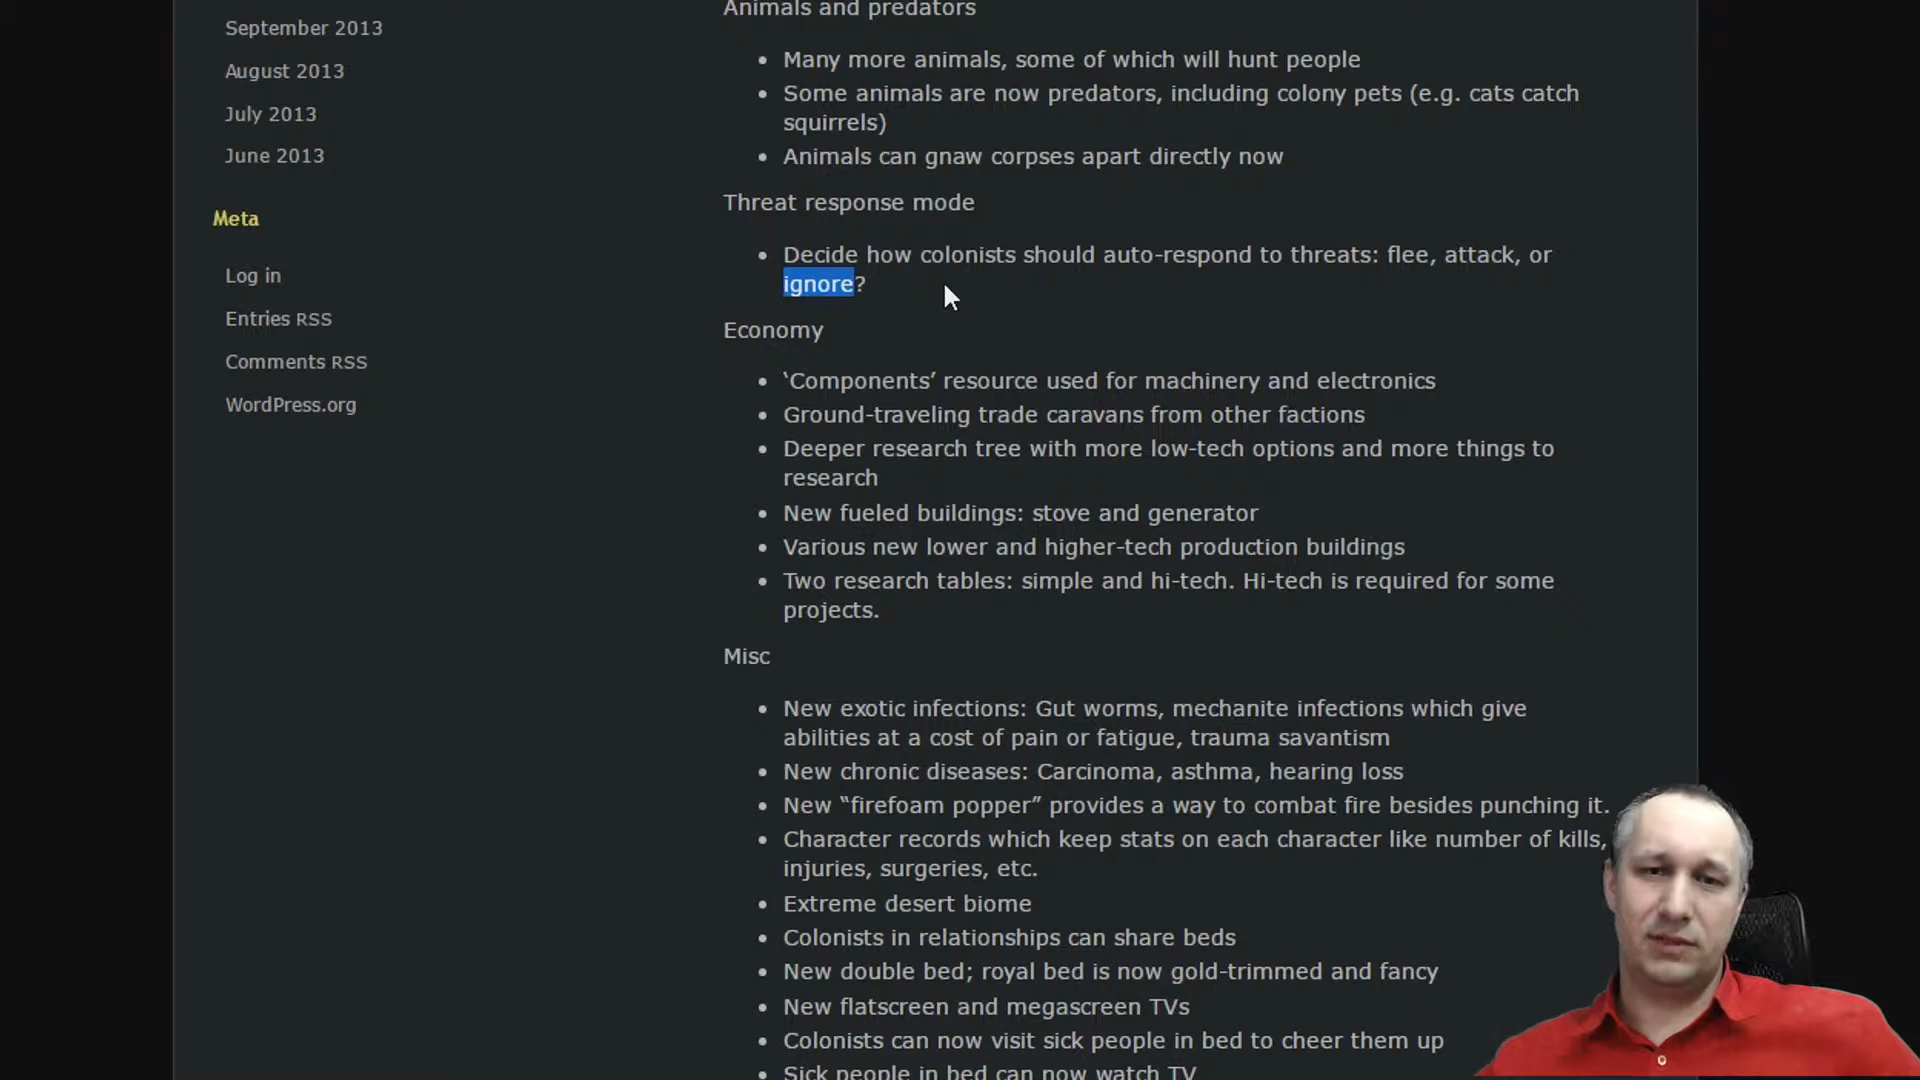 September 2013
August 2013
July 2013
June 2013
Meta
Log in
Entries RSS
Comments RSS
WordPress.org
Animals and predators
Many more animals, some of which will hunt people
Some animals are now predators, including colony pets (e.g. cats catch
squirrels)
Animals can gnaw corpses apart directly now
Threat response mode
Decide how colonists should auto-respond to threats: flee, attack, or
ignore?
Economy
‘Components’ resource used for machinery and electronics
Ground-traveling trade caravans from other factions
Deeper research tree with more low-tech options and more things to
research
New fueled buildings: stove and generator
Various new lower and higher-tech production buildings
Two research tables: simple and hi-tech. Hi-tech is required for some
projects.
Misc
New exotic infections: Gut worms, mechanite infections which give
abilities at a cost of pain or fatigue, trauma savantism
New chronic diseases: Carcinoma, asthma, hearing loss
New “firefoam popper” provides a way to combat fire besides punching it.
Character records which keep stats on each character like number of kills,
injuries, surgeries, etc.
Extreme desert biome
Colonists in relationships can share beds
New double bed; royal bed is now gold-trimmed and fancy
New flatscreen and megascreen TVs
Colonists can now visit sick people in bed to cheer them up
Sick people in bed can now watch TV